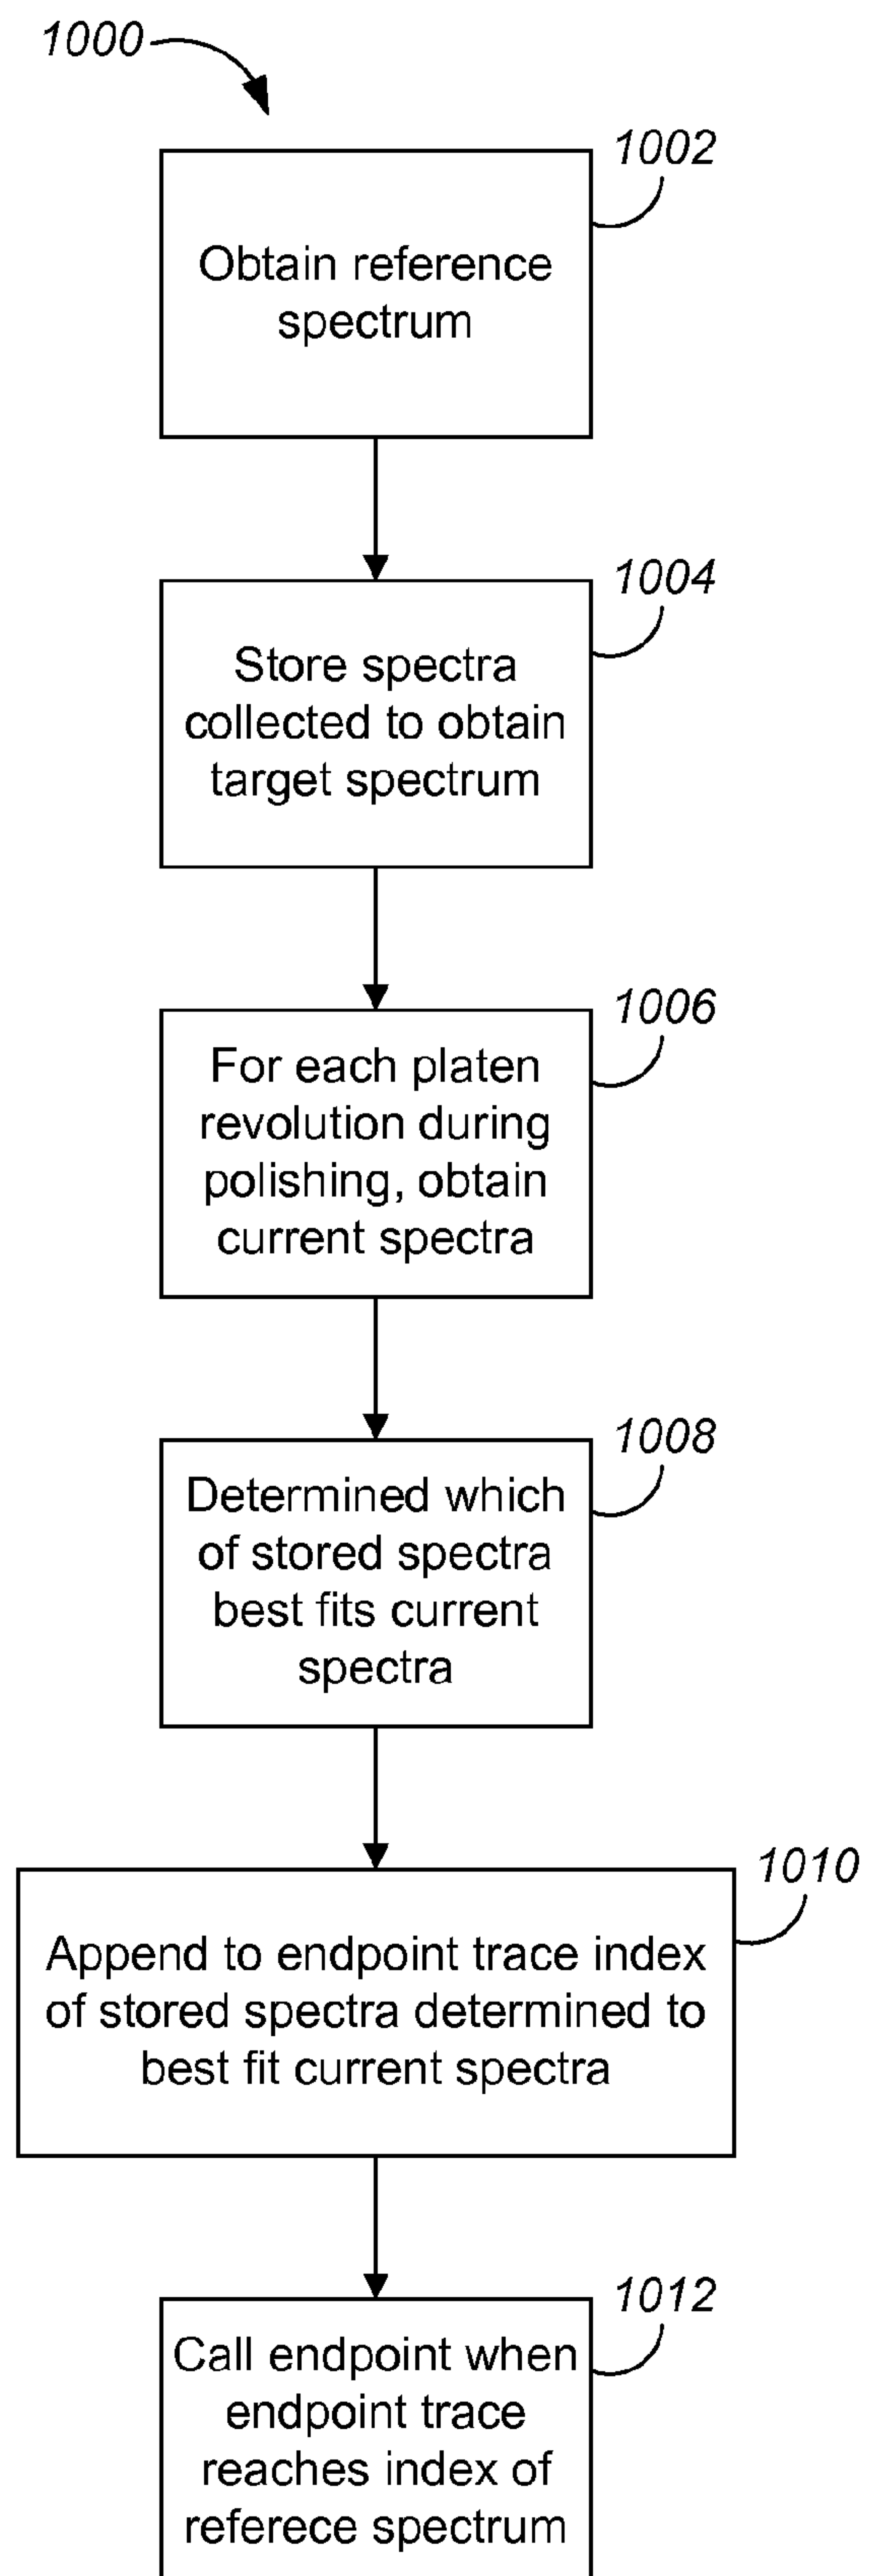 1000
1002
Obtain reference
spectrum
1004
Store spectra
collected to obtain
target spectrum
1006
For each platen
revolution during
polishing, obtain
current spectra
1008
Determined which
of stored spectra
best fits current
spectra
1010
Append to endpoint trace index
of stored spectra determined to
best fit current spectra
1012
Call endpoint when
endpoint trace
reaches index of
referece spectrum